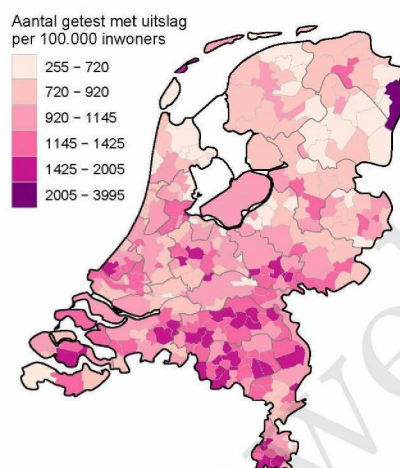 Aantal getest met uitslag
per 100.000 inwoners
255 – 720
720 – 920
920 – 1145
1145 – 1425
1425 – 2005
2005 – 3995
we